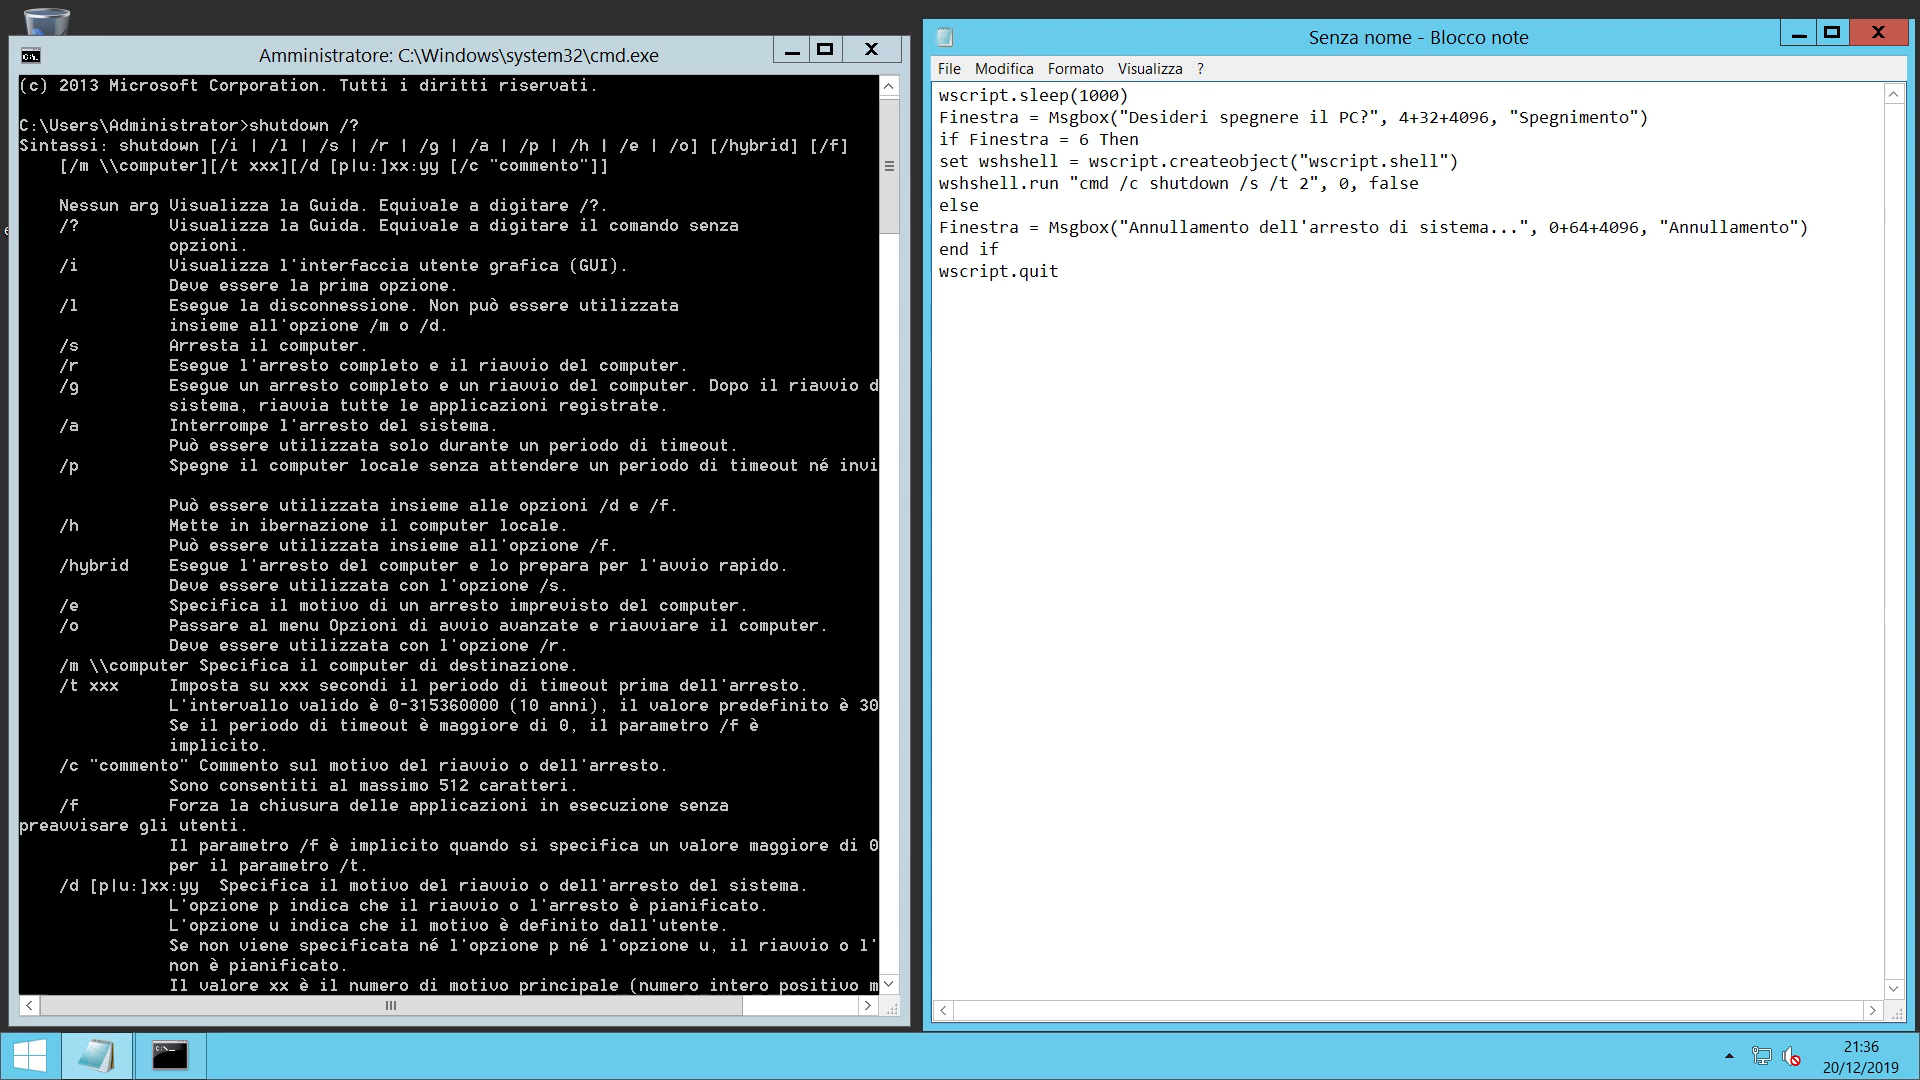 Amministratore: C:\Windows\system32\cmd.exe
(c) 2013 Microsoft Corporation. Tutti i diritti riservati.
C:\Users\Administrator>shutdown /?
Sintassi: shutdown [/i | /l | /s | /r | /g | /a | /p | /h | /e | /o] [/hybrid] [/f]
[/m \\computer][/t xxx][/d [p|u:]xx:yy [/c "commento"]]
Nessun arg Visualizza la Guida. Equivale a digitare /?.
/? Visualizza la Guida. Equivale a digitare il comando senza
opzioni.
/i Visualizza l'interfaccia utente grafica (GUI).
Deve essere la prima opzione.
/l Esegue la disconnessione. Non può essere utilizzata
insieme all'opzione /m o /d.
/s Arresta il computer.
/r Esegue l'arresto completo e il riavvio del computer.
/g Esegue un arresto completo e un riavvio del computer. Dopo il riavvio d
sistema, riavvia tutte le applicazioni registrate.
/a Interrompe l'arresto del sistema.
Può essere utilizzata solo durante un periodo di timeout.
/p Spegne il computer locale senza attendere un periodo di timeout né invi
Può essere utilizzata insieme alle opzioni /d e /f.
/h Mette in ibernazione il computer locale.
Può essere utilizzata insieme all'opzione /f.
/hybrid Esegue l'arresto del computer e lo prepara per l'avvio rapido.
Deve essere utilizzata con l'opzione /s.
/e Specifica il motivo di un arresto imprevisto del computer.
/o Passare al menu Opzioni di avvio avanzate e riavviare il computer.
Deve essere utilizzata con l'opzione /r.
/m \\computer Specifica il computer di destinazione.
/t xxx Imposta su xxx secondi il periodo di timeout prima dell'arresto.
L'intervallo valido è 0-315360000 (10 anni), il valore predefinito è 30
Se il periodo di timeout è maggiore di 0, il parametro /f è
implicito.
/c "commento" Commento sul motivo del riavvio o dell'arresto.
Sono consentiti al massimo 512 caratteri.
/f Forza la chiusura delle applicazioni in esecuzione senza
preavvisare gli utenti.
Il parametro /f è implicito quando si specifica un valore maggiore di 0
per il parametro /t.
/d [p|u:]xx:yy Specifica il motivo del riavvio o dell'arresto del sistema.
L'opzione p indica che il riavvio o l'arresto è pianificato.
L'opzione u indica che il motivo è definito dall'utente.
Se non viene specificata né l'opzione p né l'opzione u, il riavvio o l'
non è pianificato.
Il valore xx è il numero di motivo principale (numero intero positivo m
Senza nome - Blocco note
File Modifica Formato Visualizza ?
wscript.sleep(1000)
Finestra = Msgbox("Desideri spegnere il PC?", 4+32+4096, "Spegnimento")
if Finestra = 6 Then
set wshshell = wscript.createobject("wscript.shell")
wshshell.run "cmd /c shutdown /s /t 2", 0, false
else
Finestra = Msgbox("Annullamento dell'arresto di sistema...", 0+64+4096, "Annullamento")
end if
wscript.quit
21:36
20/12/2019